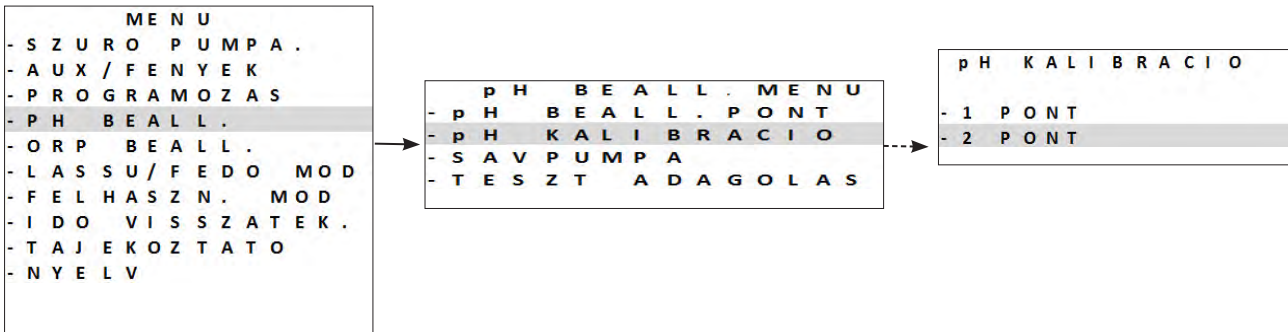 MENU
- SZURO PUMPA.
- AUX/FENYEK
- PROGRAMOZAS
- PH BEALL.
- ORP BEALL.
- LASSU/FEDO MOD
- FELHASZN. MOD
- IDO VISSZATEK.
- TAJEKOZTATO
- NYELV
pH BEALL. MENU
- pH BEALL. PONT
- pH KALIBRACIO
- SAVPUMPA
- TESZT ADAGOLAS
pH KALIBRACIO
- 1 PONT
- 2 PONT